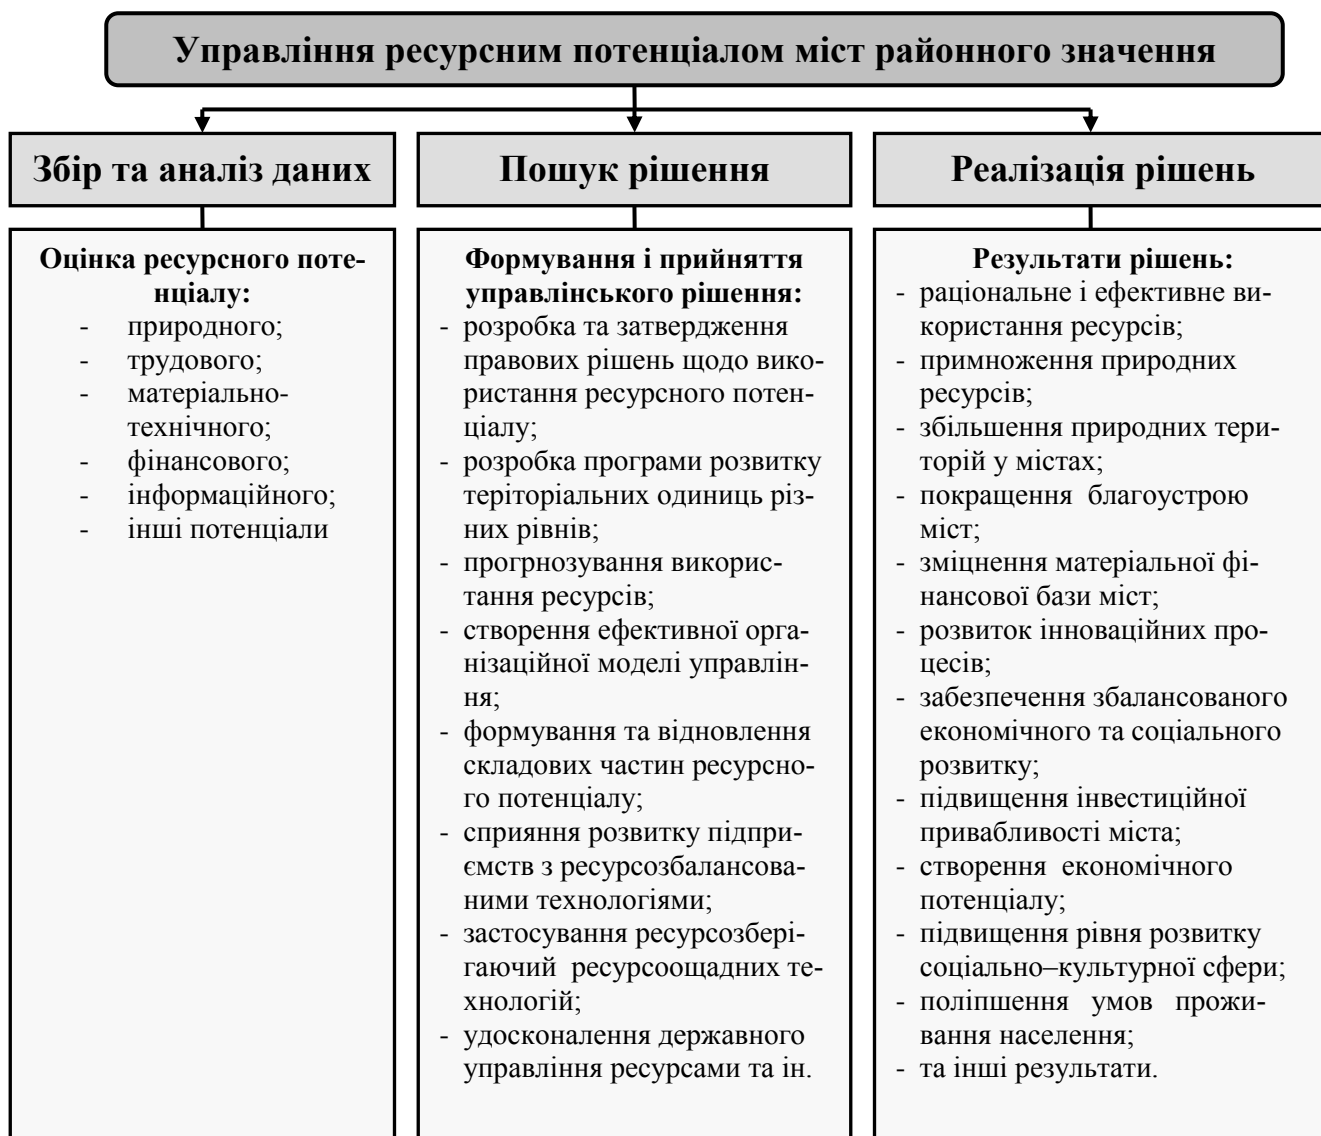 Управління ресурсним потенціалом міст районного значення
Збір та аналіз даних
Оцінка ресурсного поте-
нціалу:
- природного;
- трудового;
- матеріально-
технічного;
- фінансового;
- інформаційного;
- інші потенціали
Пошук рішення
Формування і прийняття
управлінського рішення:
- розробка та затвердження
правових рішень щодо вико-
ристання ресурсного потен-
ціалу;
- розробка програми розвитку
теріторіальних одиниць різ-
них рівнів;
- прогрнозування викорис-
тання ресурсів;
- створення ефективної орга-
нізаційної моделі управлін-
ня;
- формування та відновлення
складових частин ресурсно-
го потенціалу;
- сприяння розвитку підпри-
ємств з ресурсозбалансова-
ними технологіями;
- застосування ресурсозбері-
гаючий ресурсоощадних те-
хнологій;
- удосконалення державного
управління ресурсами та ін.
Реалізація рішень
Результати рішень:
- раціональне і ефективне ви-
користання ресурсів;
- примноження природних
ресурсів;
- збільшення природних тери-
торій у містах;
- покращення благоустрою
міст;
- зміцнення матеріальної фі-
нансової бази міст;
- розвиток інноваційних про-
цесів;
- забезпечення збалансованого
економічного та соціального
розвитку;
- підвищення інвестиційної
привабливості міста;
- створення економічного
потенціалу;
- підвищення рівня розвитку
соціально–культурної сфери;
- поліпшення умов прожи-
вання населення;
- та інші результати.